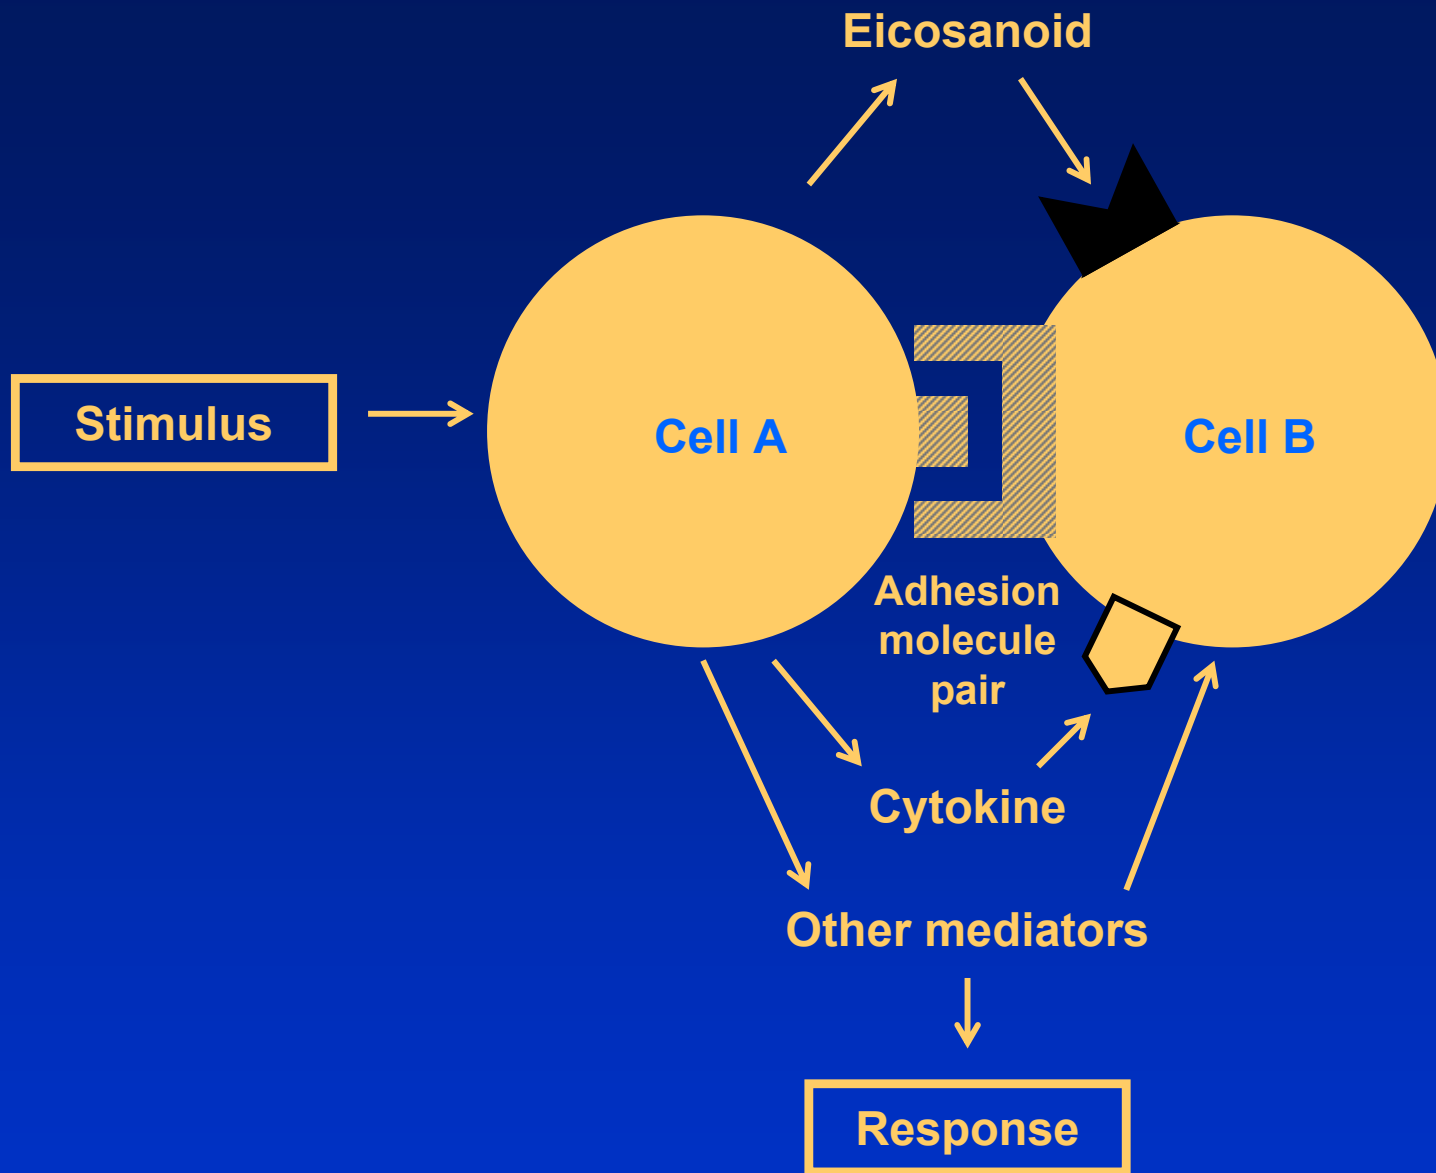 Eicosanoid
Stimulus
Cell A
Cell B
Adhesion
molecule
pair
Cytokine
Other mediators
Response